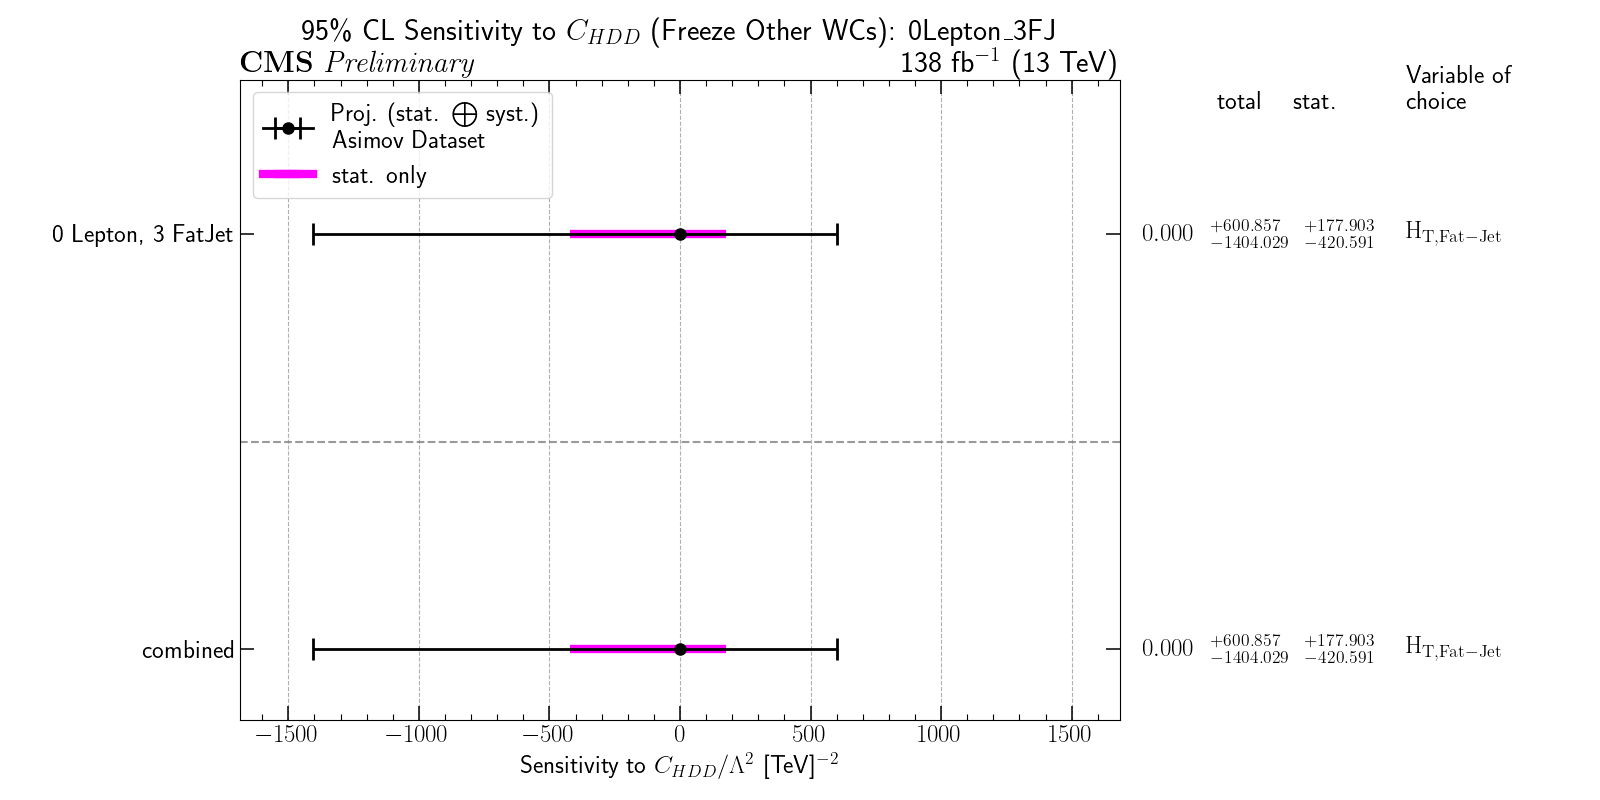 95% CL Sensitivity to C_HDD (Freeze Other WCs): 0Lepton_3FJ
CMS Preliminary
138 fb⁻¹ (13 TeV)
Variable of
choice
total
stat.
Proj. (stat. ⨁ syst.)
Asimov Dataset
stat. only
0 Lepton, 3 FatJet
0.000 +600.857 −1404.029 +177.903 −420.591 H_T,Fat−Jet
combined
0.000 +600.857 −1404.029 +177.903 −420.591 H_T,Fat−Jet
−1500 −1000 −500 0 500 1000 1500
Sensitivity to C_HDD/Λ² [TeV]⁻²